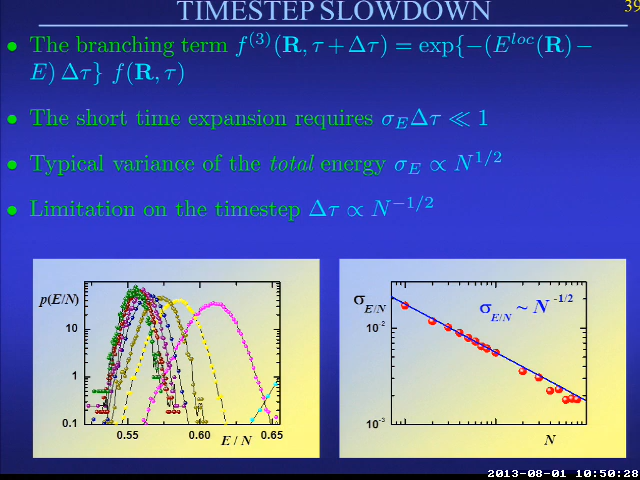 TIMESTEP SLOWDOWN
39
• The branching term f^(3)(R, τ+Δτ) = exp{−(E^loc(R)−
E) Δτ} f(R, τ)
• The short time expansion requires σ_E Δτ ≪ 1
• Typical variance of the total energy σ_E ∝ N^1/2
• Limitation on the timestep Δτ ∝ N^−1/2
p(E/N)
10
1
0.1
0.55 0.60 0.65
E / N
σ_E/N
σ_E/N ~ N^-1/2
10^-2
10^-3
N
2013-08-01 10:50:28